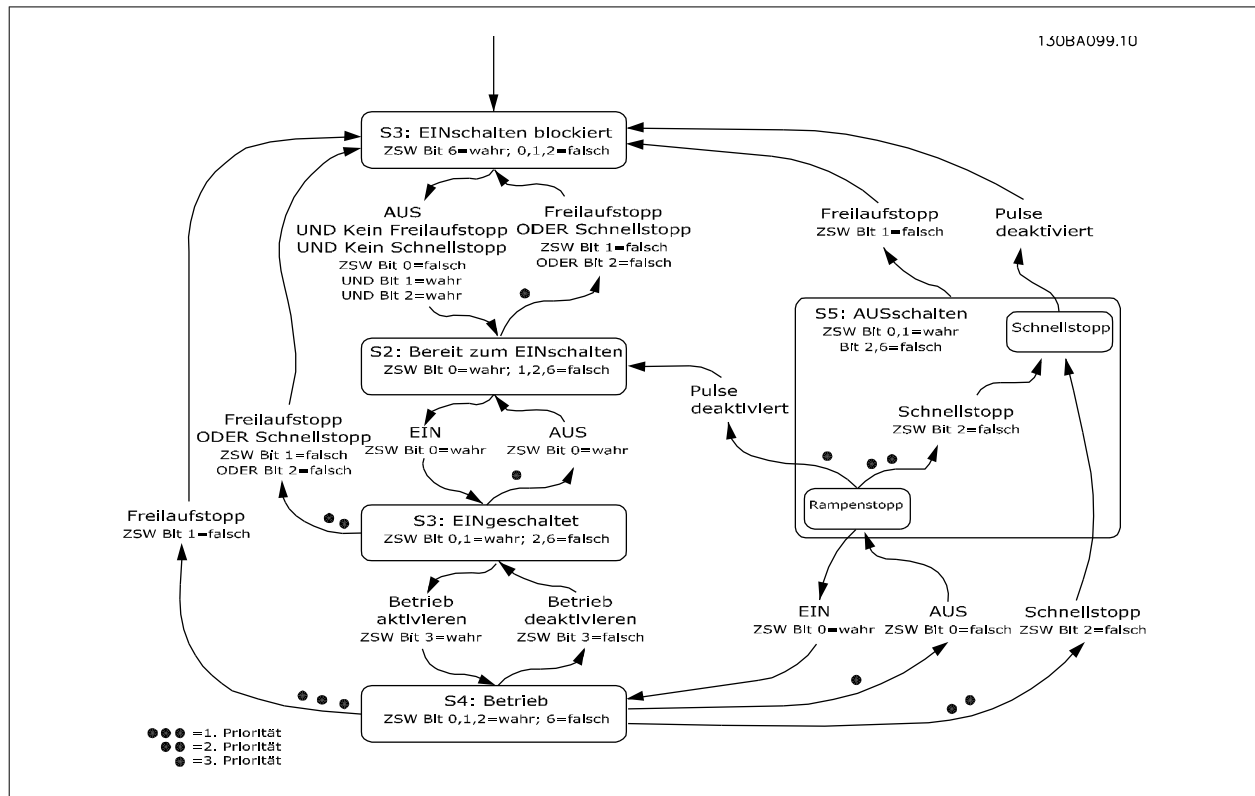 130BA099.10
S3: EINschalten blockiert
ZSW Bit 6=wahr; 0,1,2=falsch
AUS
UND Kein Freilaufstopp
UND Kein Schnellstopp
ZSW Bit 0=falsch
UND Bit 1=wahr
UND Bit 2=wahr
Freilaufstopp
ODER Schnellstopp
ZSW Bit 1=falsch
ODER Bit 2=falsch
Freilaufstopp
ZSW Bit 1=falsch
Pulse
deaktiviert
S5: AUSschalten
ZSW Bit 0,1=wahr
Bit 2,6=falsch
Schnellstopp
S2: Bereit zum EINschalten
ZSW Bit 0=wahr; 1,2,6=falsch
Pulse
deaktiviert
Schnellstopp
ZSW Bit 2=falsch
Freilaufstopp
ODER Schnellstopp
ZSW Bit 1=falsch
ODER Bit 2=falsch
EIN
ZSW Bit 0=wahr
AUS
ZSW Bit 0=wahr
Rampenstopp
Freilaufstopp
ZSW Bit 1=falsch
S3: EINgeschaltet
ZSW Bit 0,1=wahr; 2,6=falsch
Betrieb
aktivieren
ZSW Bit 3=wahr
Betrieb
deaktivieren
ZSW Bit 3=falsch
EIN
ZSW Bit 0=wahr
AUS
ZSW Bit 0=falsch
Schnellstopp
ZSW Bit 2=falsch
S4: Betrieb
ZSW Bit 0,1,2=wahr; 6=falsch
=1. Priorität
=2. Priorität
=3. Priorität